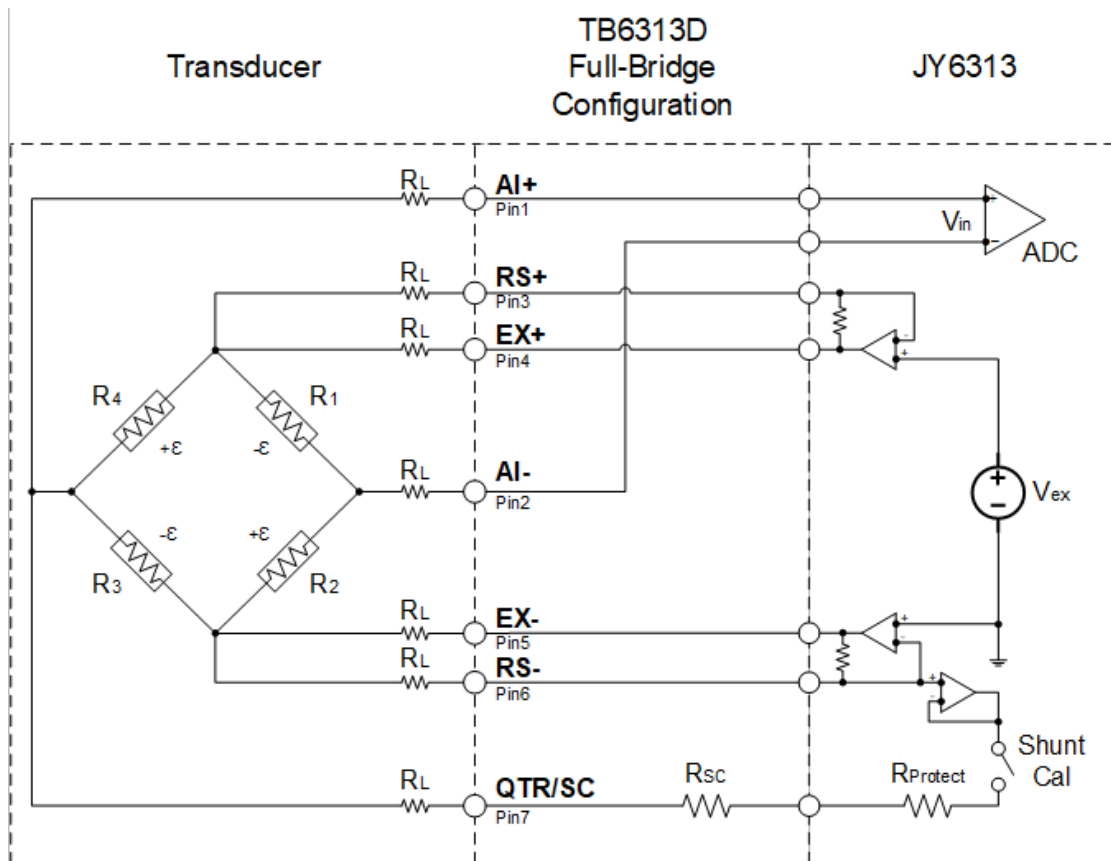 Transducer
TB6313D
Full-Bridge
Configuration
JY6313
RL
AI+
Pin1
Vin
+
−
ADC
RL
RS+
Pin3
RL
EX+
Pin4
-
+
R4
R1
+ε
-ε
RL
AI-
Pin2
+
−
Vex
-ε
+ε
R3
R2
RL
EX-
Pin5
+
-
RL
RS-
Pin6
+
-
Shunt
Cal
RL
QTR/SC
Pin7
RSC
RProtect